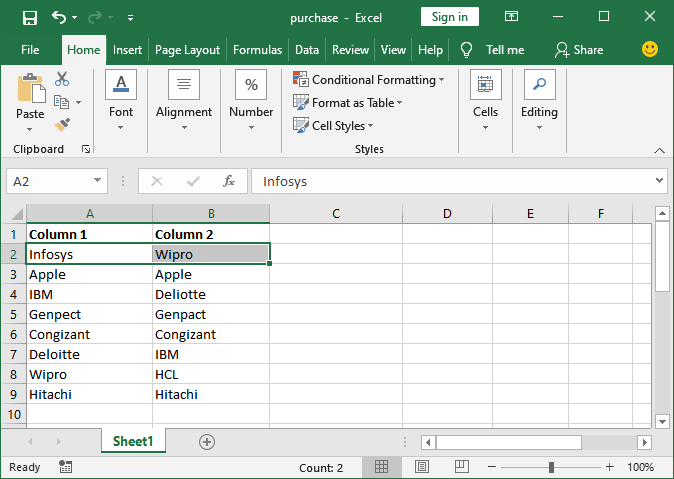 purchase - Excel Sign in
File Home Insert Page Layout Formulas Data Review View Help Tell me Share
Paste
Clipboard
Font
Alignment
%
Number
Conditional Formatting
Format as Table
Cell Styles
Styles
Cells
Editing
A2 fx Infosys
A B C D E F
1 Column 1 Column 2
2 Infosys Wipro
3 Apple Apple
4 IBM Deliotte
5 Genpect Genpact
6 Congizant Congizant
7 Deloitte IBM
8 Wipro HCL
9 Hitachi Hitachi
10
Sheet1
Ready Count: 2 100%